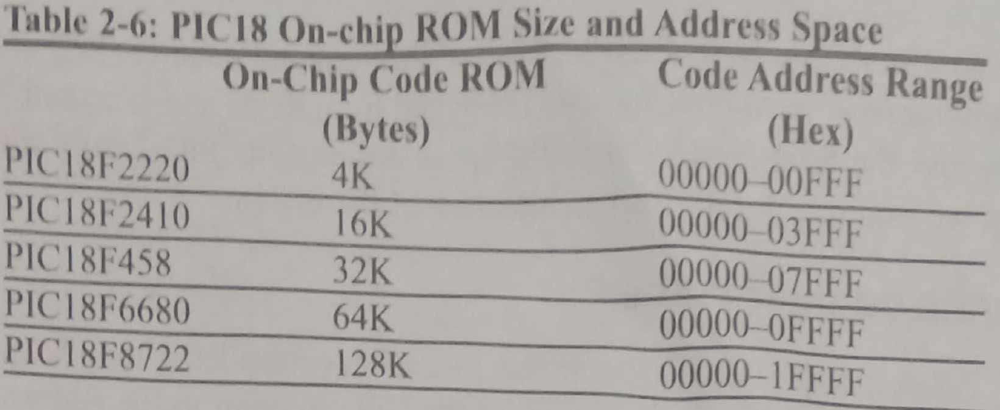 Table 2-6: PIC18 On-chip ROM Size and Address Space
On-Chip Code ROM Code Address Range
(Bytes) (Hex)
PIC18F2220 4K 00000–00FFF
PIC18F2410 16K 00000–03FFF
PIC18F458 32K 00000–07FFF
PIC18F6680 64K 00000–0FFFF
PIC18F8722 128K 00000–1FFFF